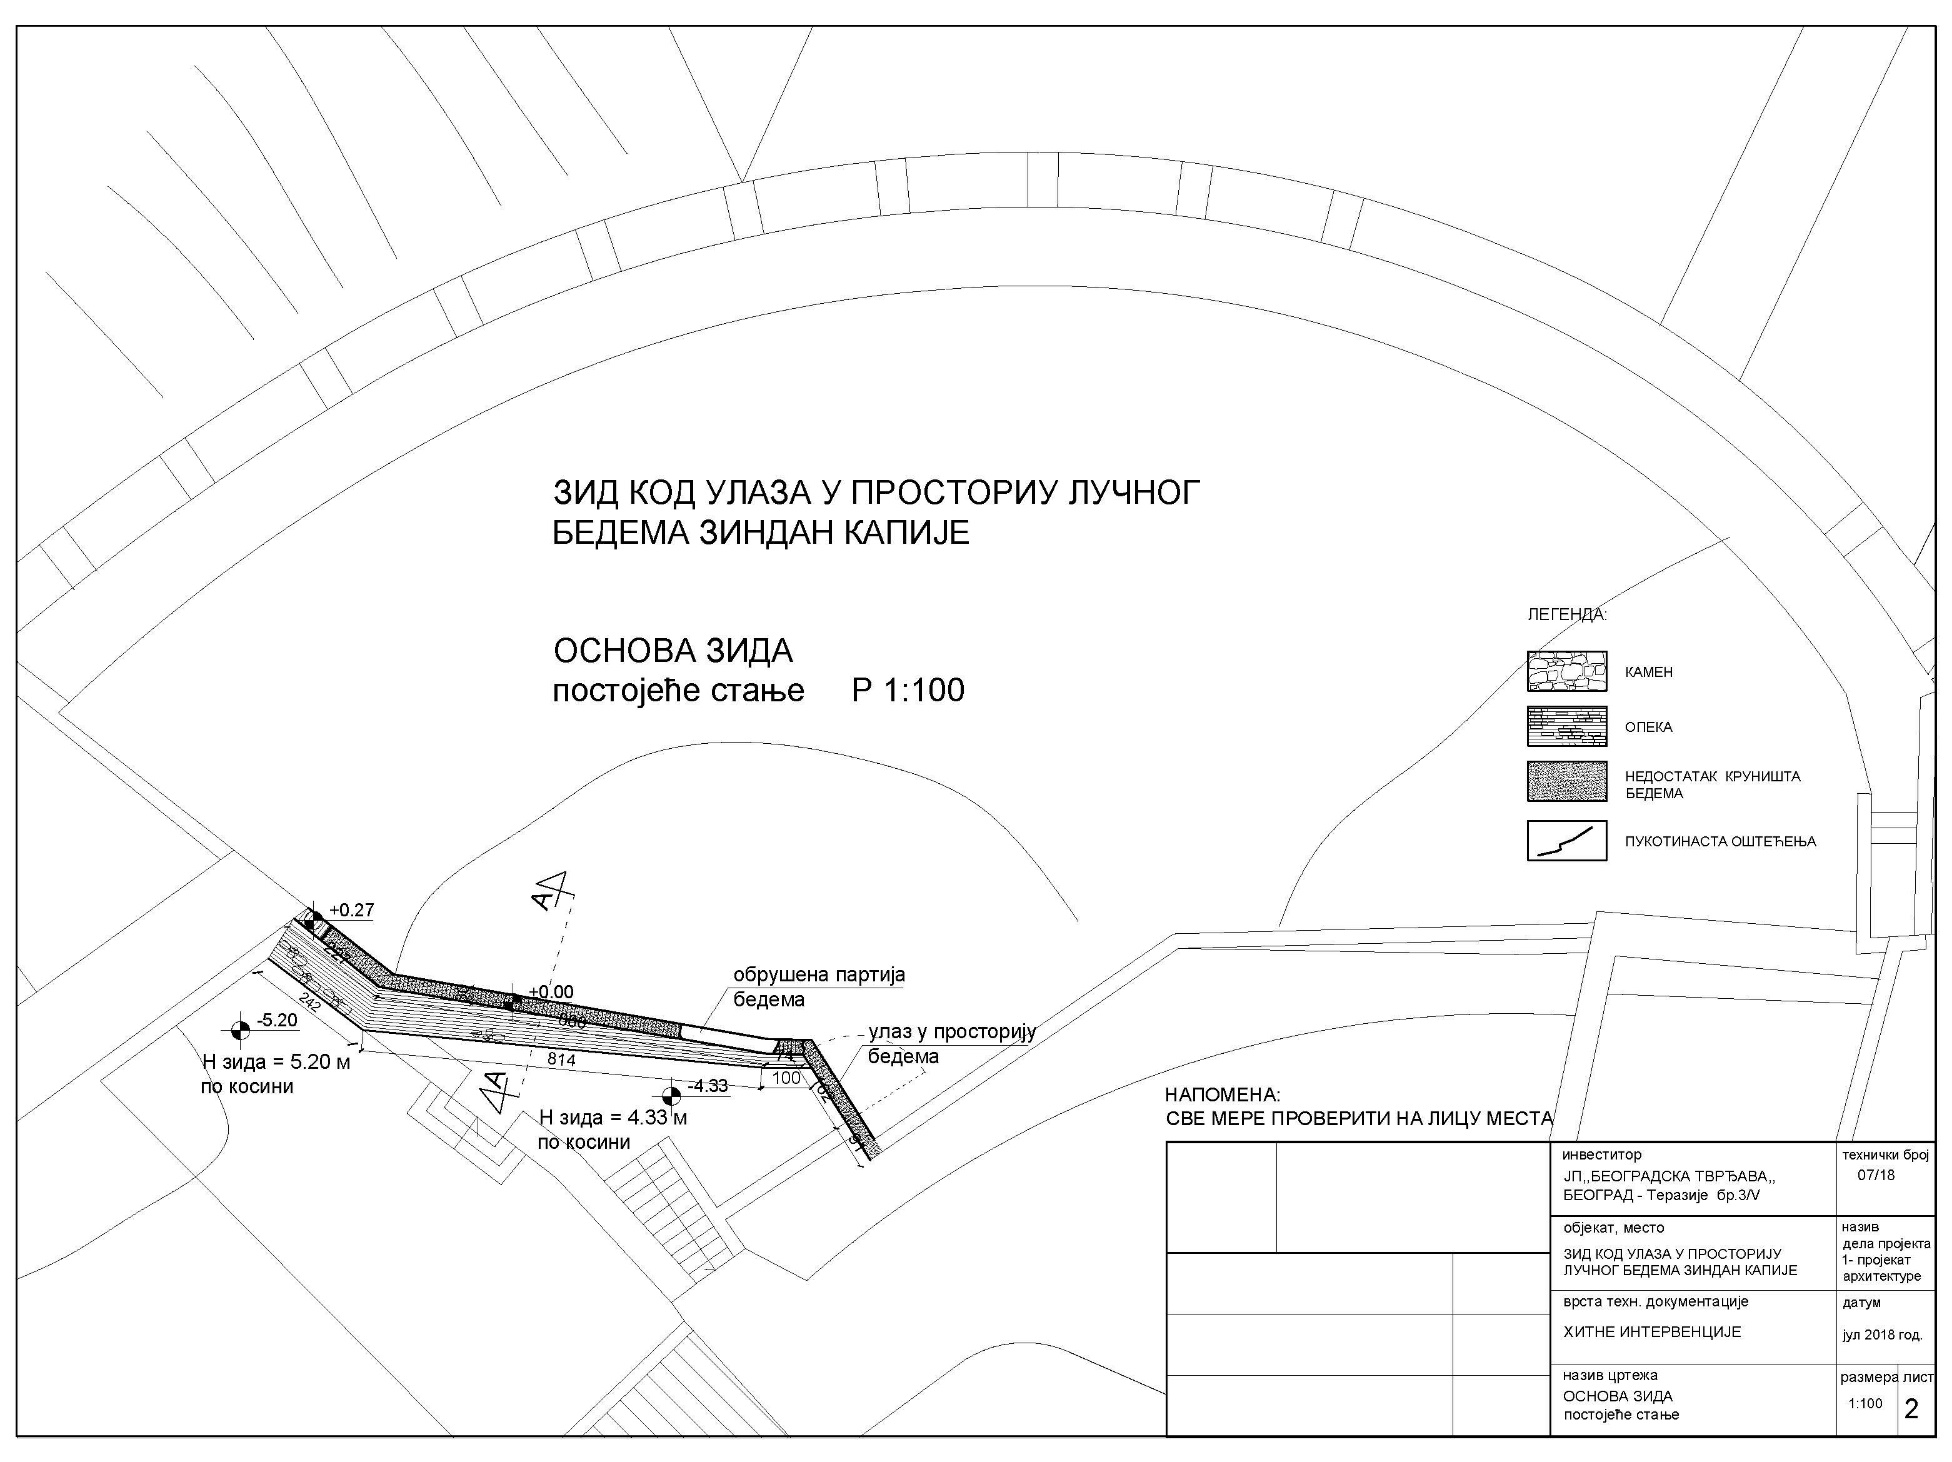 ЗИД КОД УЛАЗА У ПРОСТОРИУ ЛУЧНОГ
БЕДЕМА ЗИНДАН КАПИЈЕ
ОСНОВА ЗИДА
постојеће стање Р 1:100
ЛЕГЕНДА:
КАМЕН
ОПЕКА
НЕДОСТАТАК КРУНИШТА
БЕДЕМА
ПУКОТИНАСТА ОШТЕЋЕЊА
+0.27
А
+0.00
обрушена партија
бедема
улаз у просторију
бедема
242
-5.20
Н зида = 5.20 м
по косини
814
А
100
-4.33
Н зида = 4.33 м
по косини
НАПОМЕНА:
СВЕ МЕРЕ ПРОВЕРИТИ НА ЛИЦУ МЕСТА
инвеститор
ЈП,,БЕОГРАДСКА ТВРЂАВА,,
БЕОГРАД - Теразије бр.3/V
технички број
07/18
објекат, место
ЗИД КОД УЛАЗА У ПРОСТОРИЈУ
ЛУЧНОГ БЕДЕМА ЗИНДАН КАПИЈЕ
назив
дела пројекта
1- пројекат
архитектуре
врста техн. документације
ХИТНЕ ИНТЕРВЕНЦИЈЕ
датум
јул 2018 год.
назив цртежа
ОСНОВА ЗИДА
постојеће стање
размера
1:100
лист
2